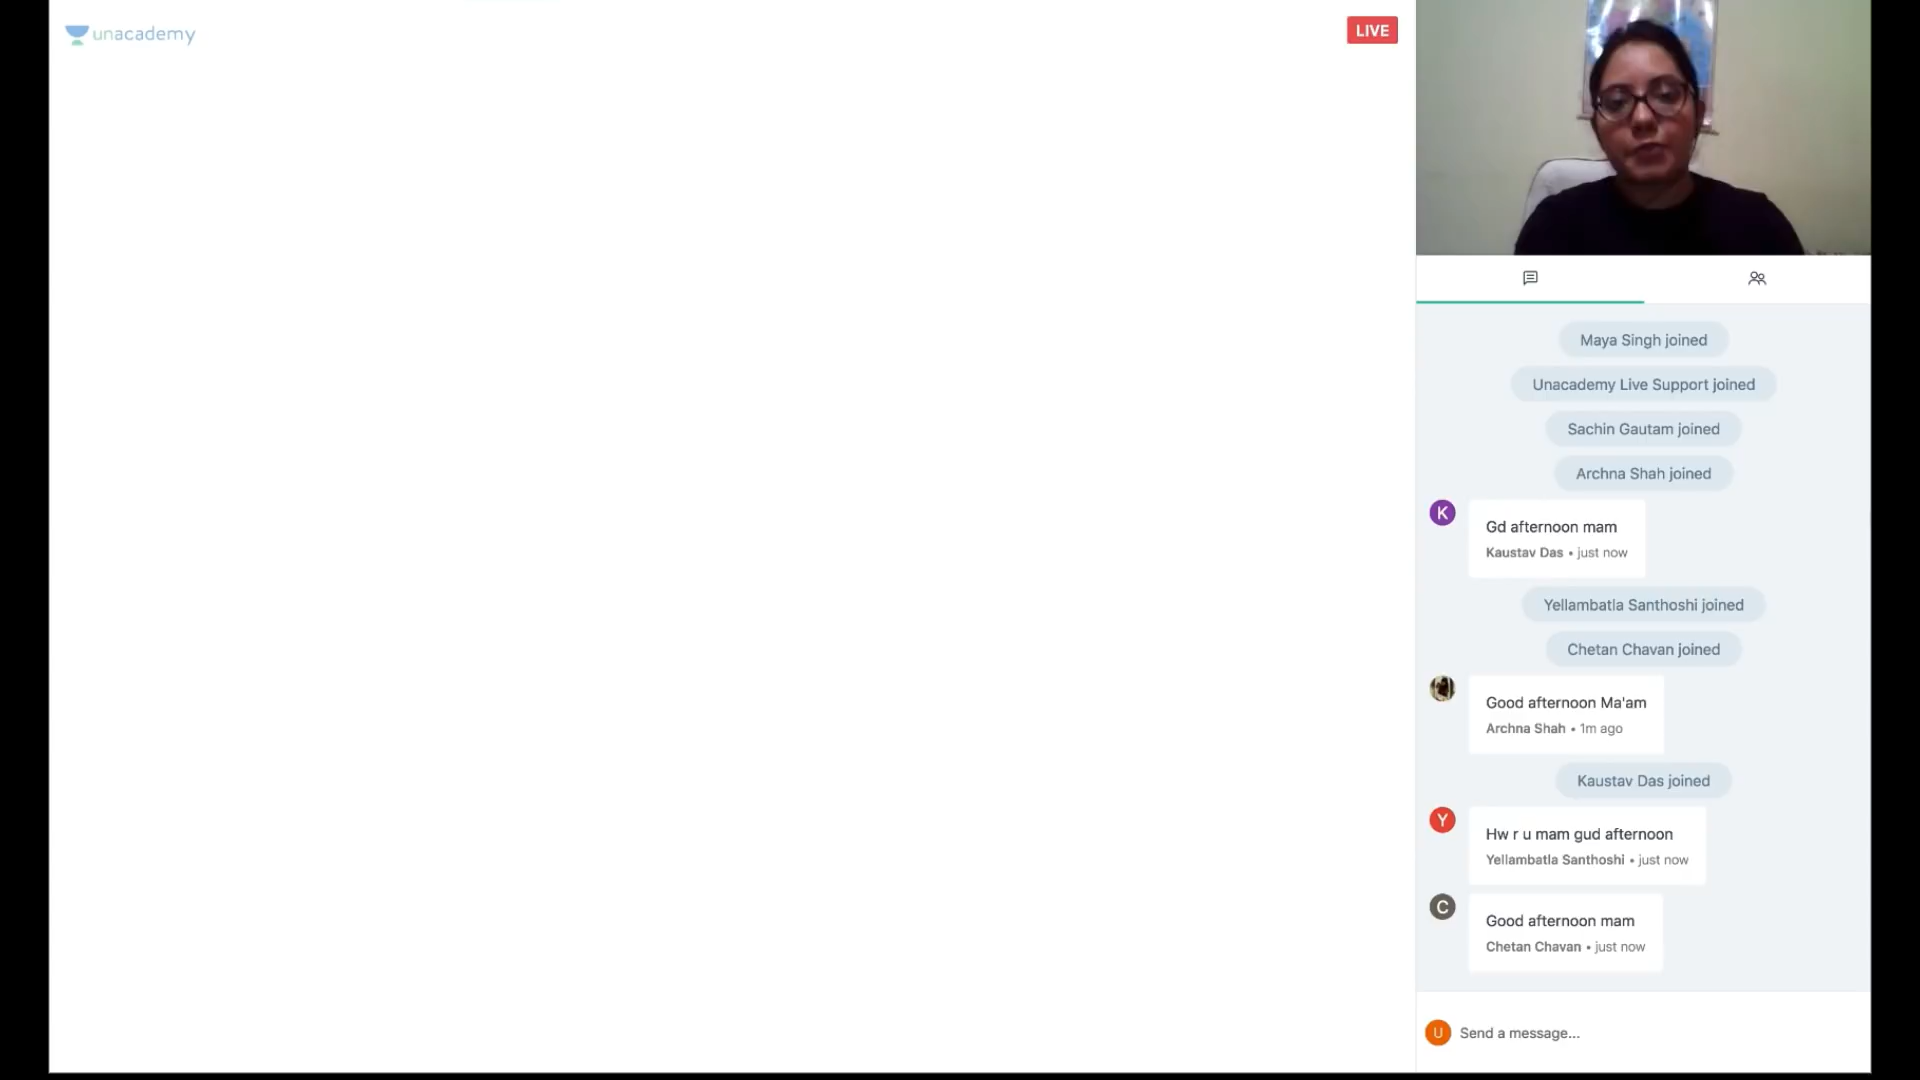 unacademy
LIVE
Maya Singh joined
Unacademy Live Support joined
Sachin Gautam joined
Archna Shah joined
K
Gd afternoon mam
Kaustav Das • just now
Yellambatla Santhoshi joined
Chetan Chavan joined
Good afternoon Ma'am
Archna Shah • 1m ago
Kaustav Das joined
Y
Hw r u mam gud afternoon
Yellambatla Santhoshi • just now
C
Good afternoon mam
Chetan Chavan • just now
U
Send a message...